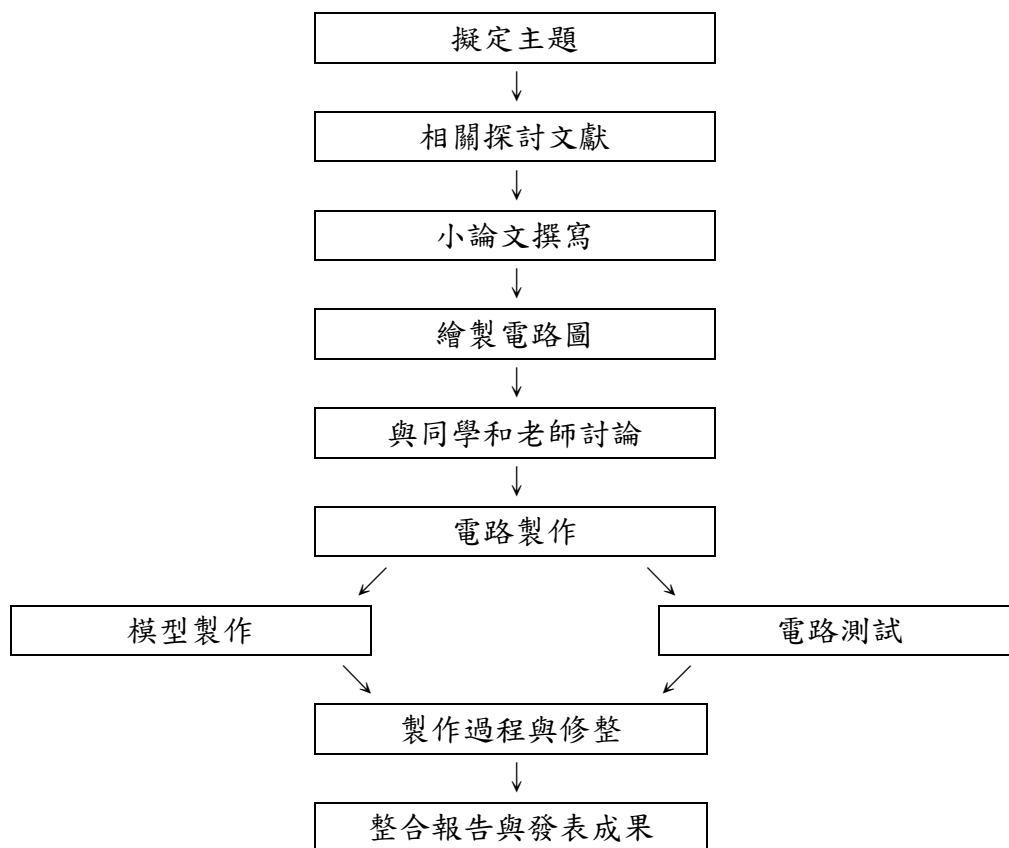 擬定主題
相關探討文獻
小論文撰寫
繪製電路圖
與同學和老師討論
電路製作
模型製作
電路測試
製作過程與修整
整合報告與發表成果